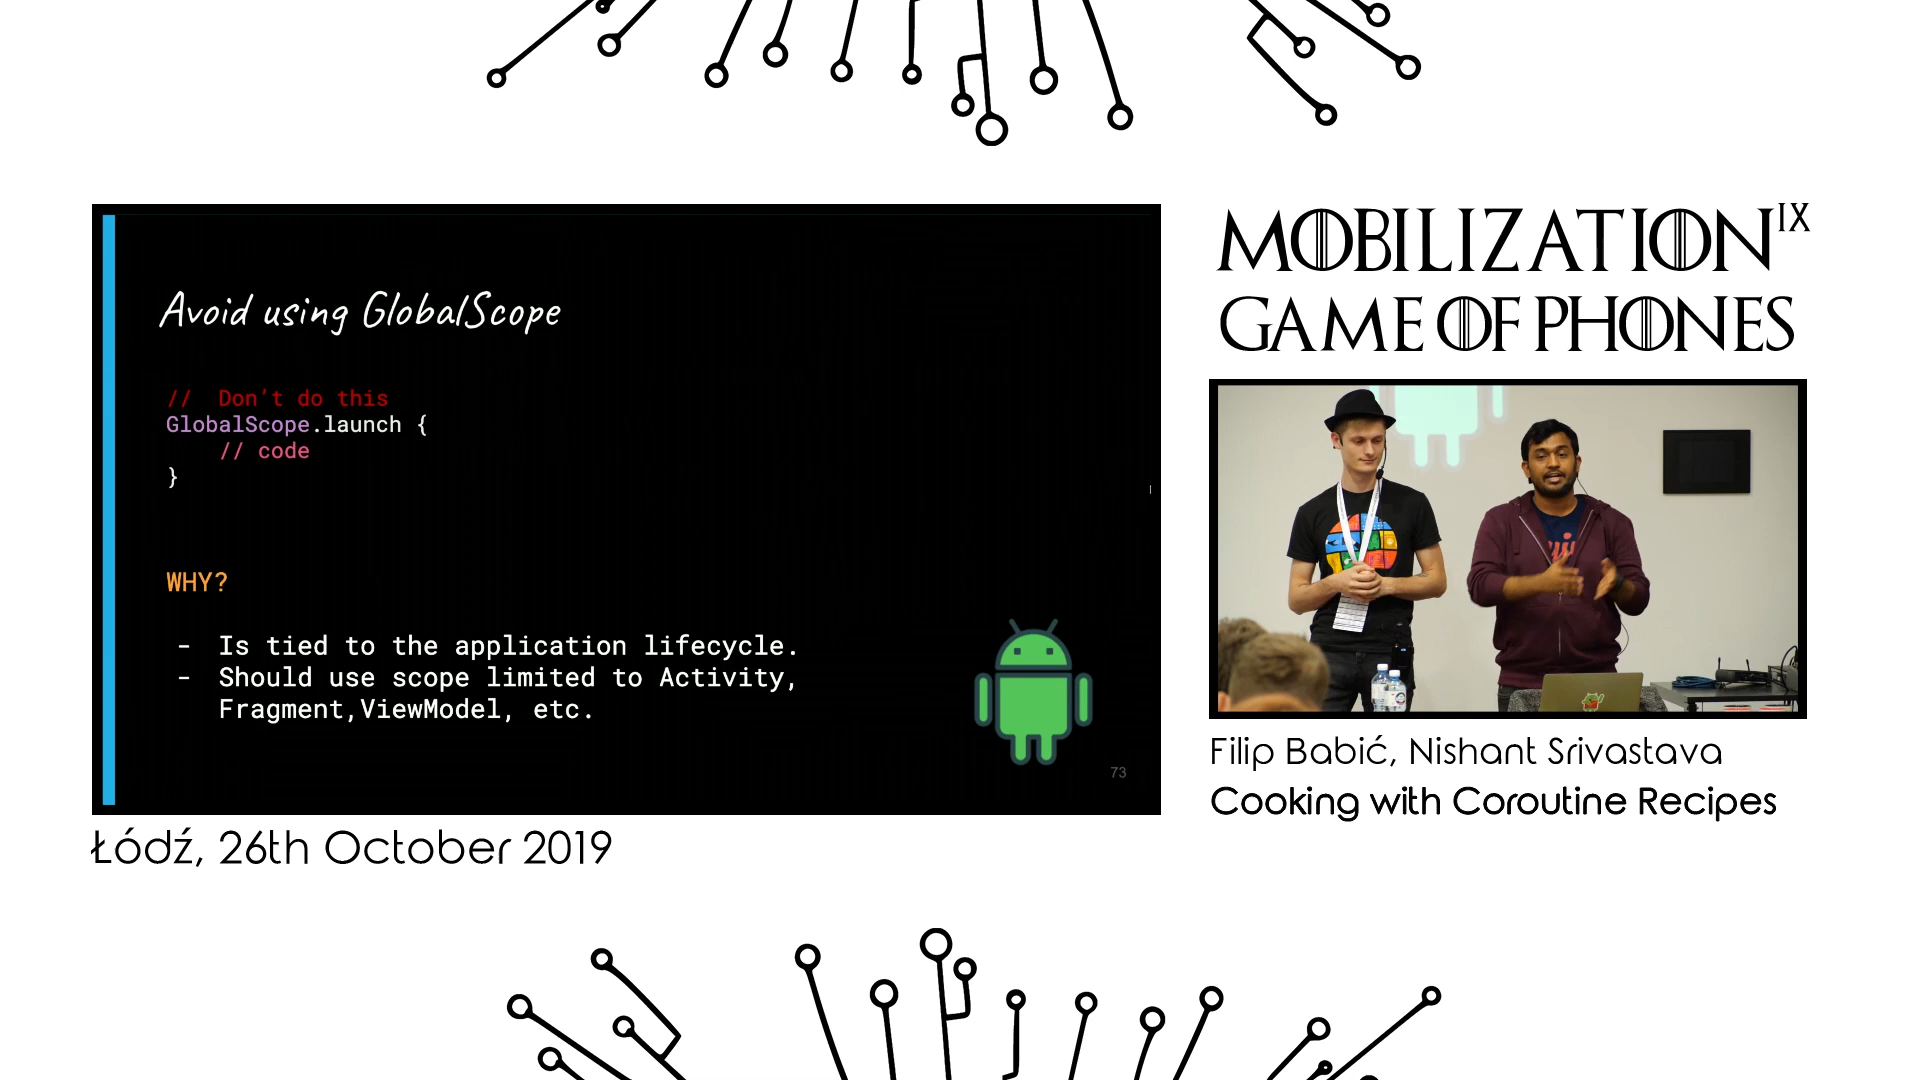 Avoid using GlobalScope
// Don't do this
GlobalScope.launch {
// code
}
WHY?
- Is tied to the application lifecycle.
- Should use scope limited to Activity,
Fragment,ViewModel, etc.
73
Łódź, 26th October 2019
MOBILIZATION IX
GAME OF PHONES
Filip Babić, Nishant Srivastava
Cooking with Coroutine Recipes